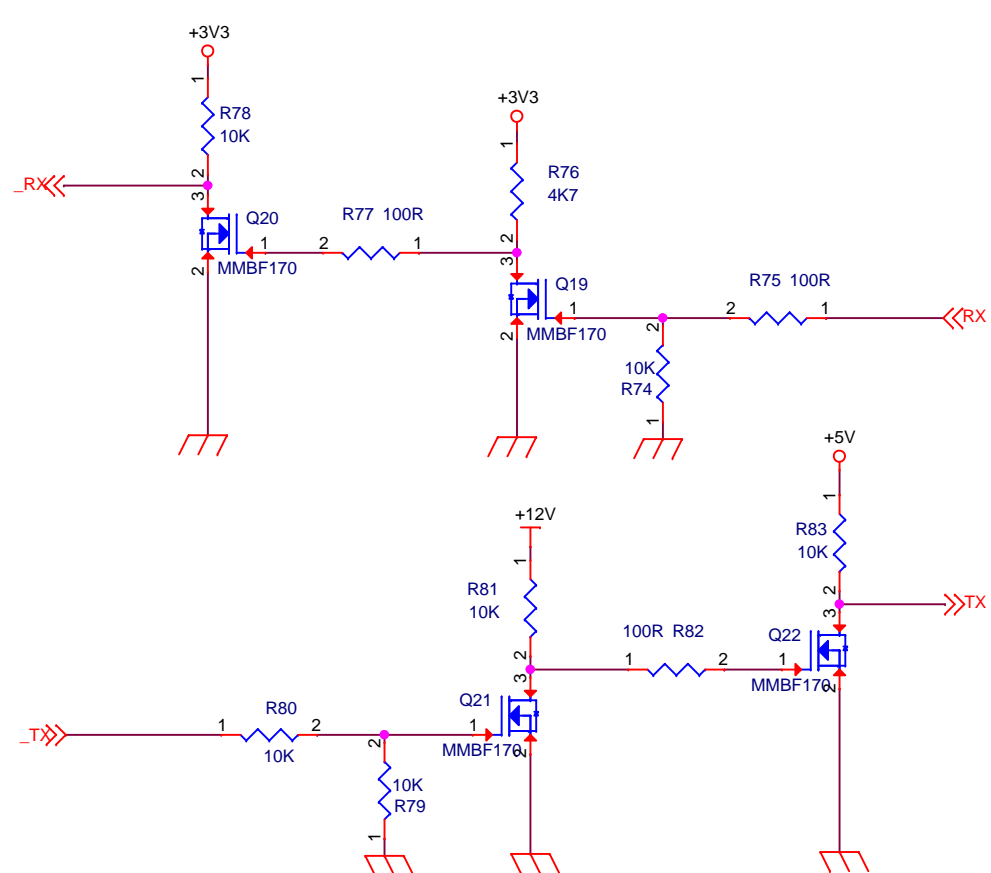 +3V3
1
R78
10K
2
_RX
3
Q20
1
MMBF170
2
R77 100R
2
1
+3V3
1
R76
4K7
2
3
Q19
1
MMBF170
2
R75 100R
2
1
RX
2
10K
R74
1
+5V
1
R83
10K
2
TX
3
Q22
1
MMBF170
2
+12V
1
R81
10K
2
100R R82
1
2
3
Q21
1
MMBF170
2
_TX
1
R80
2
10K
2
10K
R79
1